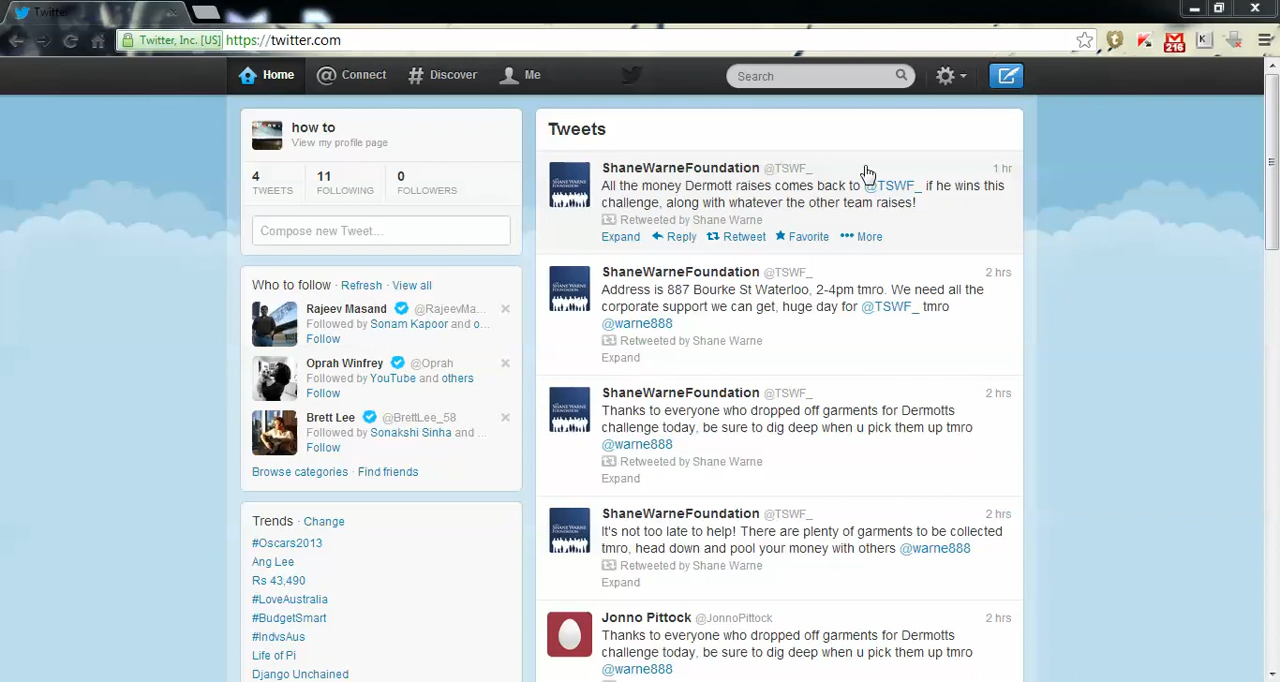 Twitter
Twitter, Inc. [US] https://twitter.com
216
K
Home @ Connect # Discover Me
Search
how to
View my profile page
4 11 0
TWEETS FOLLOWING FOLLOWERS
Compose new Tweet...
Who to follow · Refresh · View all
Rajeev Masand @RajeevMa...
Followed by Sonam Kapoor and o...
Follow
Oprah Winfrey @Oprah
Followed by YouTube and others
Follow
Brett Lee @BrettLee_58
Followed by Sonakshi Sinha and ...
Follow
Browse categories · Find friends
Trends · Change
#Oscars2013
Ang Lee
Rs 43,490
#LoveAustralia
#BudgetSmart
#IndvsAus
Life of Pi
Django Unchained
Tweets
ShaneWarneFoundation @TSWF_ 1 hr
All the money Dermott raises comes back to @TSWF_ if he wins this
challenge, along with whatever the other team raises!
Retweeted by Shane Warne
Expand Reply Retweet Favorite More
ShaneWarneFoundation @TSWF_ 2 hrs
Address is 887 Bourke St Waterloo, 2-4pm tmro. We need all the
corporate support we can get, huge day for @TSWF_ tmro
@warne888
Retweeted by Shane Warne
Expand
ShaneWarneFoundation @TSWF_ 2 hrs
Thanks to everyone who dropped off garments for Dermotts
challenge today, be sure to dig deep when u pick them up tmro
@warne888
Retweeted by Shane Warne
Expand
ShaneWarneFoundation @TSWF_ 2 hrs
It's not too late to help! There are plenty of garments to be collected
tmro, head down and pool your money with others @warne888
Retweeted by Shane Warne
Expand
Jonno Pittock @JonnoPittock 2 hrs
Thanks to everyone who dropped off garments for Dermotts
challenge today, be sure to dig deep when u pick them up tmro
@warne888